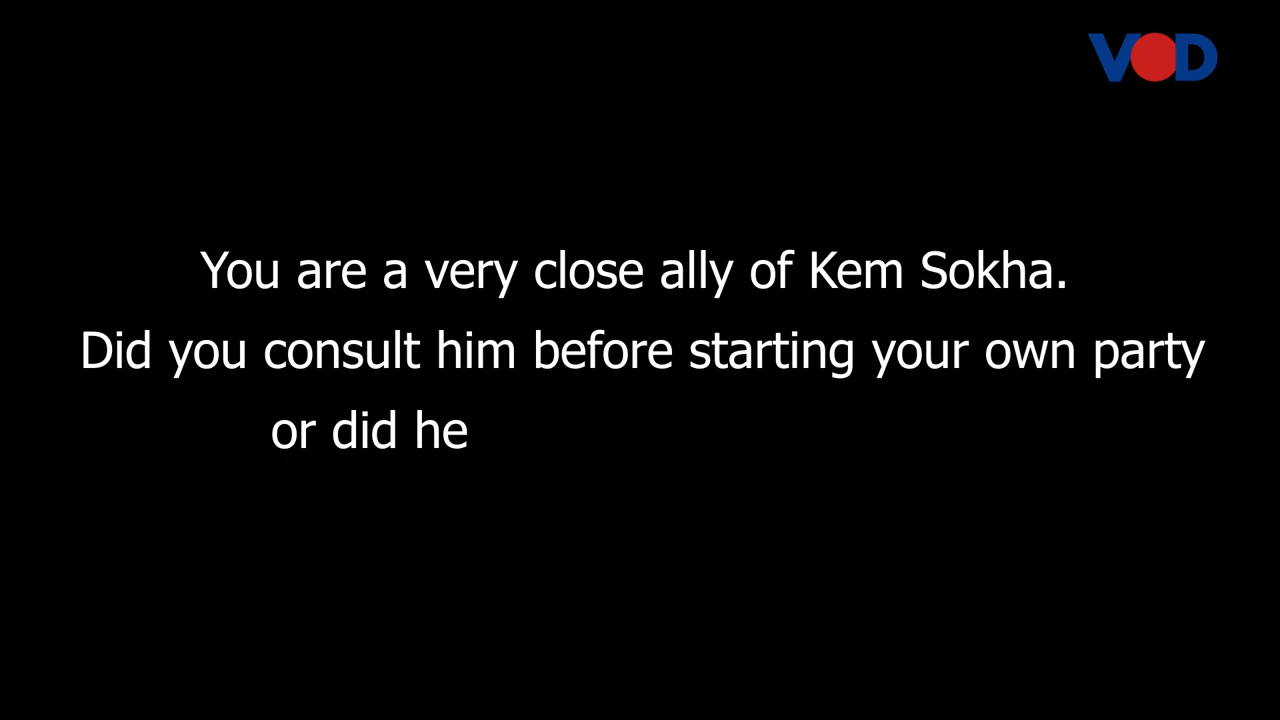 VOD
You are a very close ally of Kem Sokha.
Did you consult him before starting your own party
or did he